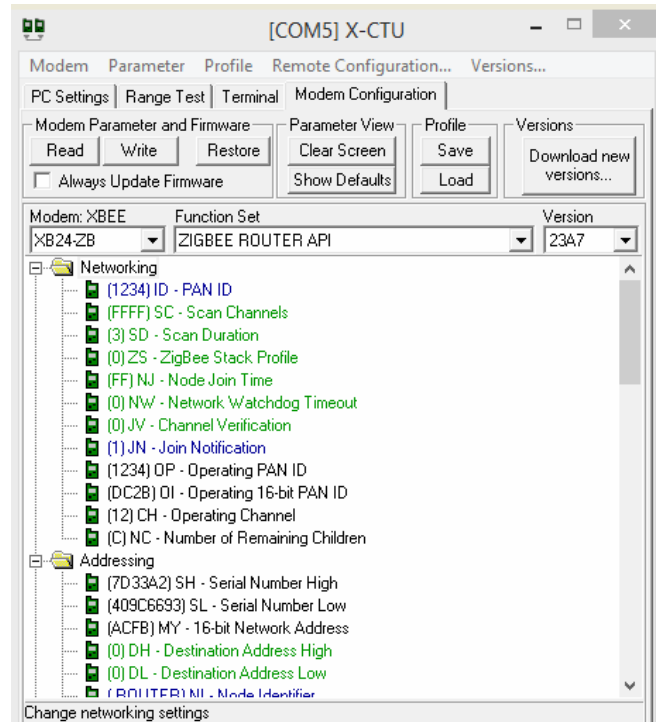 [COM5] X-CTU
Modem Parameter Profile Remote Configuration... Versions...
PC Settings Range Test Terminal Modem Configuration
Modem Parameter and Firmware Parameter View Profile Versions
Read Write Restore Clear Screen Save Download new versions...
Always Update Firmware Show Defaults Load
Modem: XBEE Function Set Version
XB24-ZB ZIGBEE ROUTER API 23A7
Networking
(1234) ID - PAN ID
(FFFF) SC - Scan Channels
(3) SD - Scan Duration
(0) ZS - ZigBee Stack Profile
(FF) NJ - Node Join Time
(0) NW - Network Watchdog Timeout
(0) JV - Channel Verification
(1) JN - Join Notification
(1234) OP - Operating PAN ID
(DC2B) OI - Operating 16-bit PAN ID
(12) CH - Operating Channel
(C) NC - Number of Remaining Children
Addressing
(7D33A2) SH - Serial Number High
(409C6693) SL - Serial Number Low
(ACFB) MY - 16-bit Network Address
(0) DH - Destination Address High
(0) DL - Destination Address Low
( ROUTER) NI - Node Identifier
Change networking settings